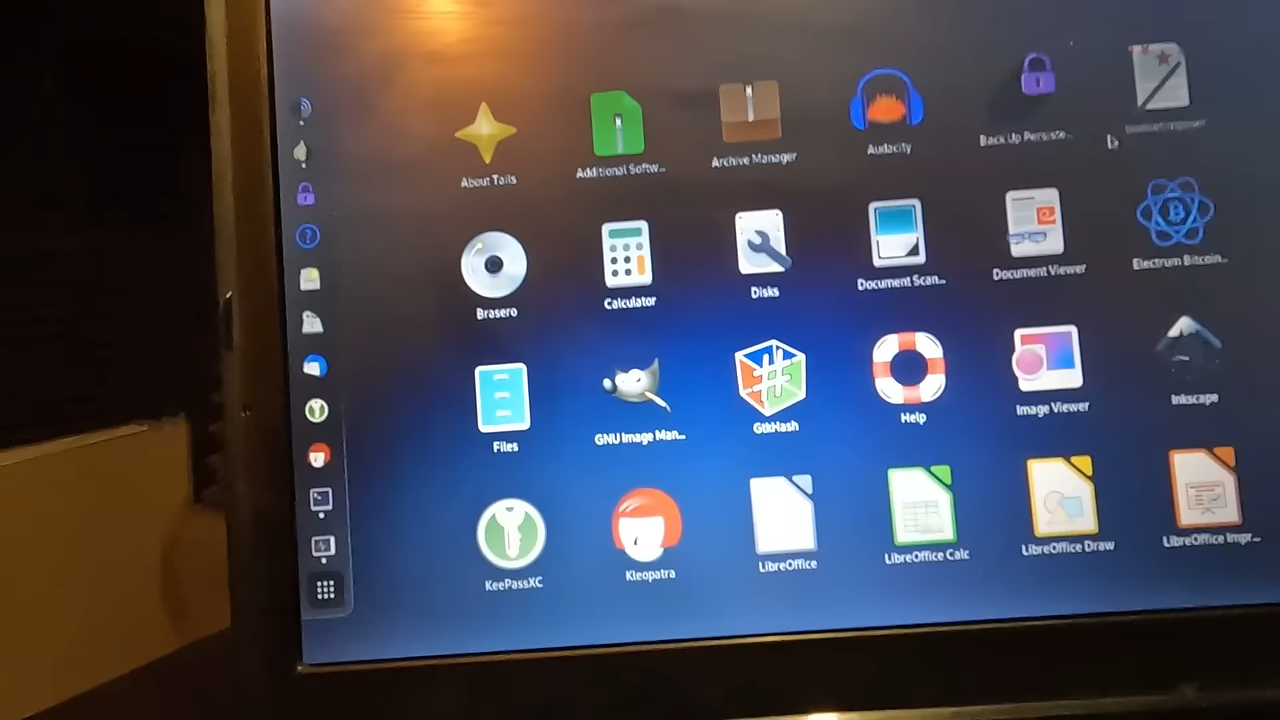 About Tails
Additional Softw...
Archive Manager
Audacity
Back Up Persiste...
Brasero
Calculator
Disks
Document Scan...
Document Viewer
Electrum Bitcoin...
Files
GNU Image Man...
GtkHash
Help
Image Viewer
Inkscape
KeePassXC
Kleopatra
LibreOffice
LibreOffice Calc
LibreOffice Draw
LibreOffice Impr...